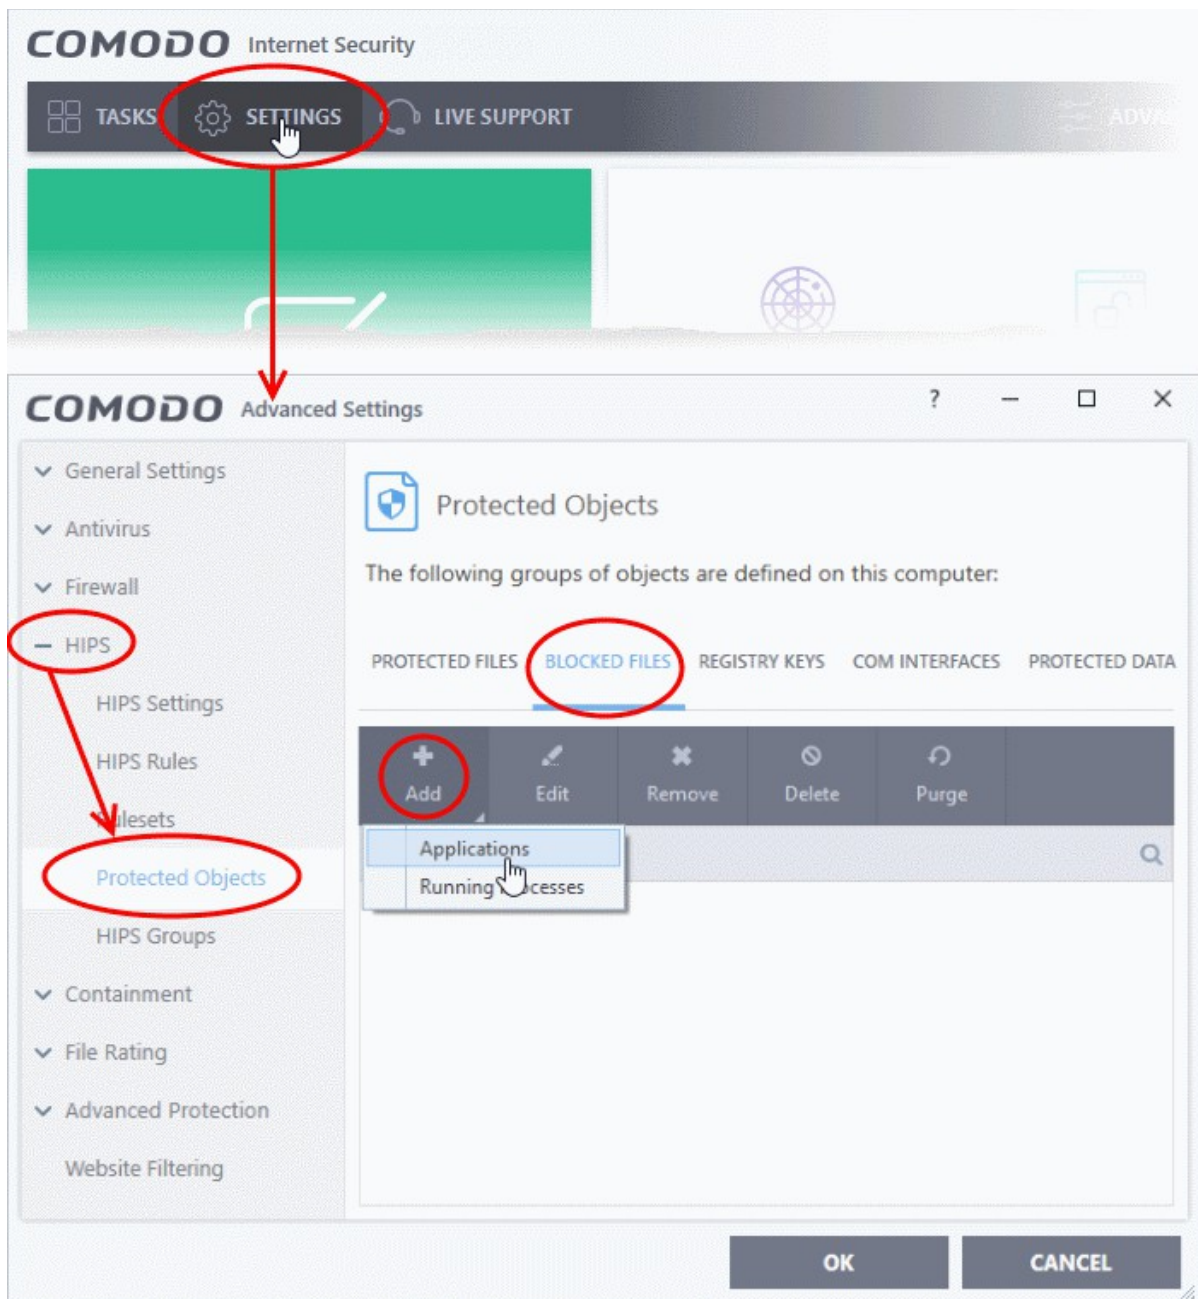 COMODO Internet Security
TASKS SETTINGS LIVE SUPPORT
COMODO Advanced Settings ?
General Settings
Antivirus
Firewall
HIPS
HIPS Settings
HIPS Rules
Rulesets
Protected Objects
HIPS Groups
Containment
File Rating
Advanced Protection
Website Filtering
Protected Objects
The following groups of objects are defined on this computer:
PROTECTED FILES BLOCKED FILES REGISTRY KEYS COM INTERFACES PROTECTED DATA
Add Edit Remove Delete Purge
Applications
Running Processes
OK CANCEL